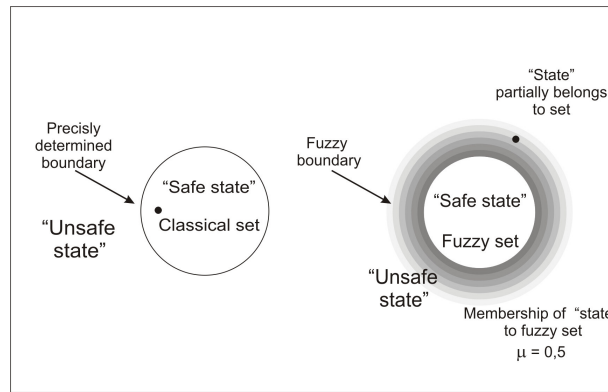 Precisly
determined
boundary
“Safe state”
Classical set
“Unsafe
state”
“State”
partially belongs
to set
Fuzzy
boundary
“Safe state”
Fuzzy set
“Unsafe
state”
Membership of “state
to fuzzy set
μ = 0,5